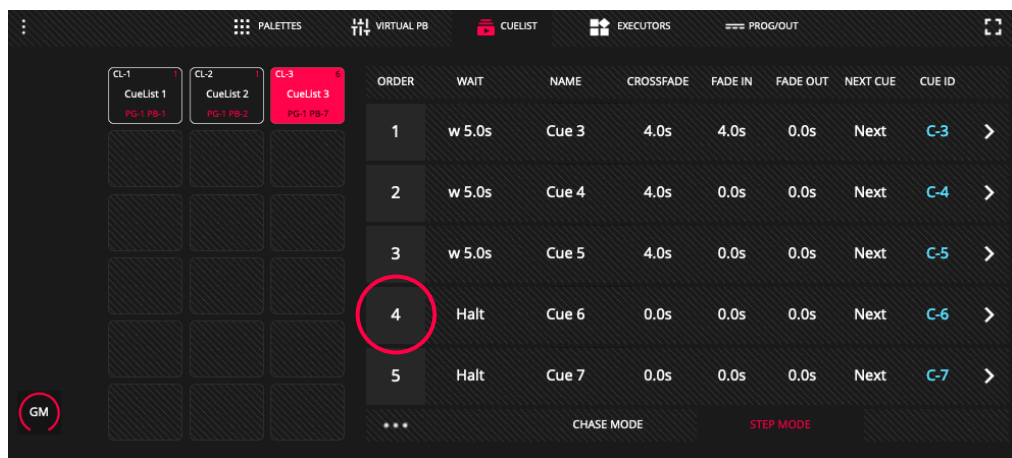 PALETTES VIRTUAL PB CUELIST EXECUTORS PROG/OUT
CL-1 1 CL-2 1 CL-3 6
CueList 1 CueList 2 CueList 3
PG-1 PB-1 PG-1 PB-2 PG-1 PB-7
ORDER WAIT NAME CROSSFADE FADE IN FADE OUT NEXT CUE CUE ID
1 w 5.0s Cue 3 4.0s 4.0s 0.0s Next C-3
2 w 5.0s Cue 4 4.0s 0.0s 0.0s Next C-4
3 w 5.0s Cue 5 4.0s 0.0s 0.0s Next C-5
4 Halt Cue 6 0.0s 0.0s 0.0s Next C-6
5 Halt Cue 7 0.0s 0.0s 0.0s Next C-7
GM
CHASE MODE STEP MODE